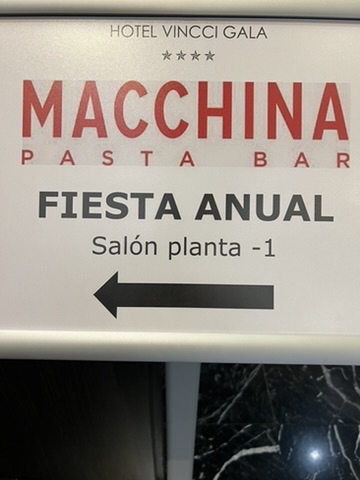 HOTEL VINCCI GALA
★★★★
MACCHINA
PASTA BAR
FIESTA ANUAL
Salón planta -1